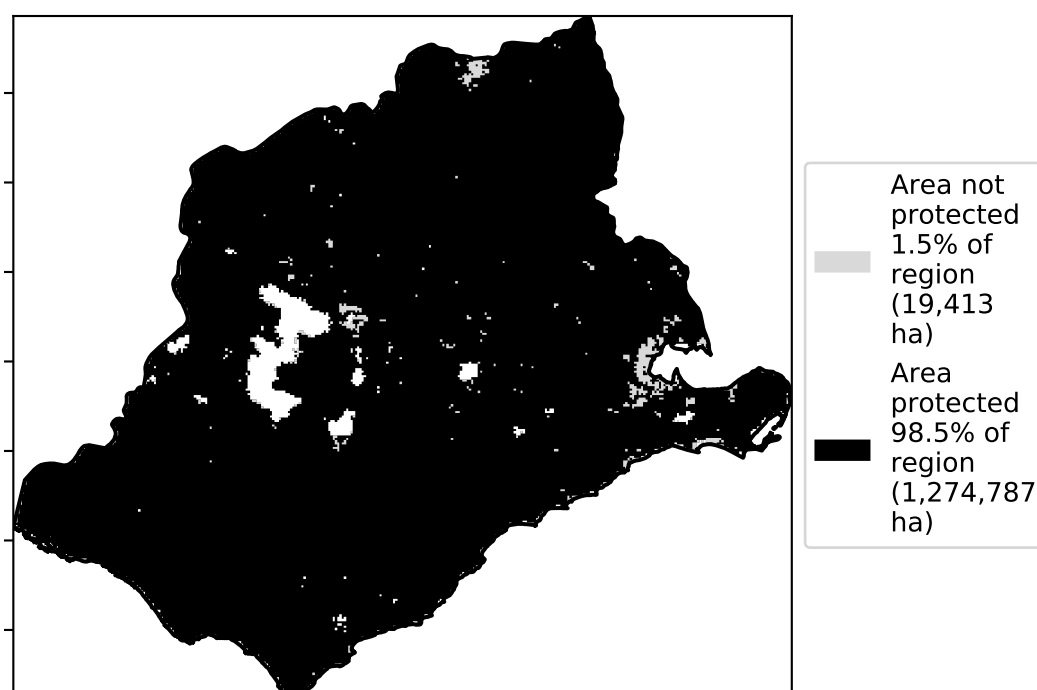 Area not
protected
1.5% of
region
(19,413
ha)
Area
protected
98.5% of
region
(1,274,787
ha)